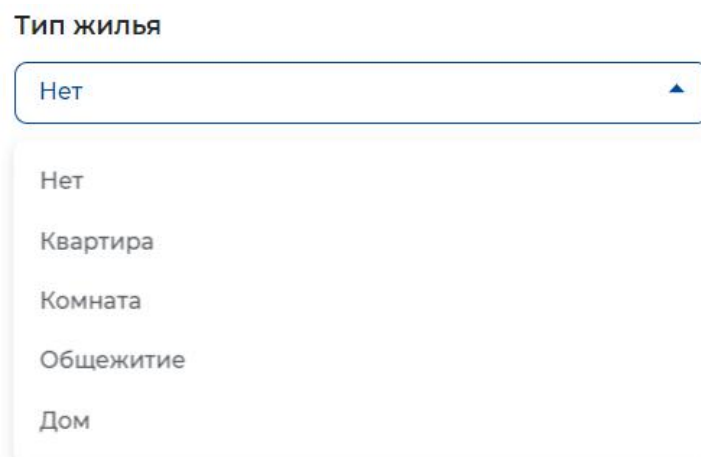 Тип жилья
Нет
Нет
Квартира
Комната
Общежитие
Дом